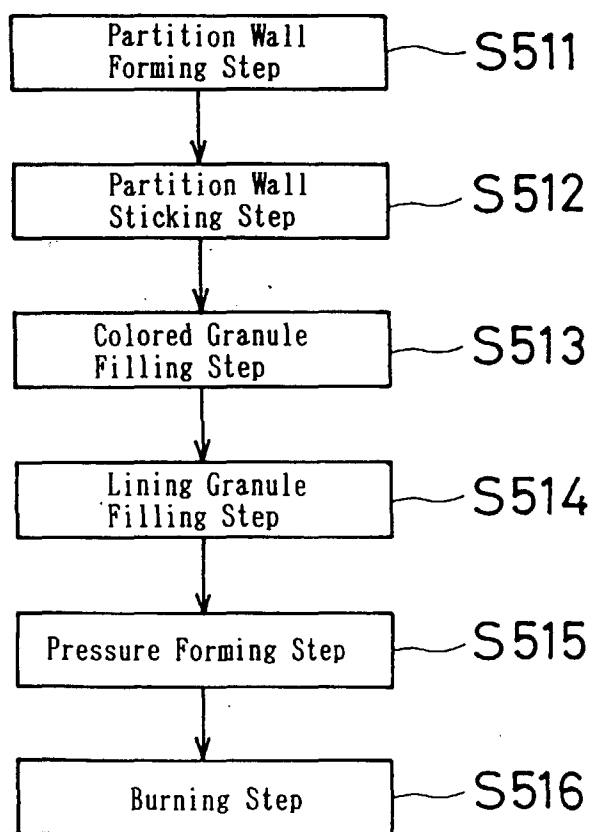 Partition Wall
Forming Step
S511
Partition Wall
Sticking Step
S512
Colored Granule
Filling Step
S513
Lining Granule
Filling Step
S514
Pressure Forming Step
S515
Burning Step
S516